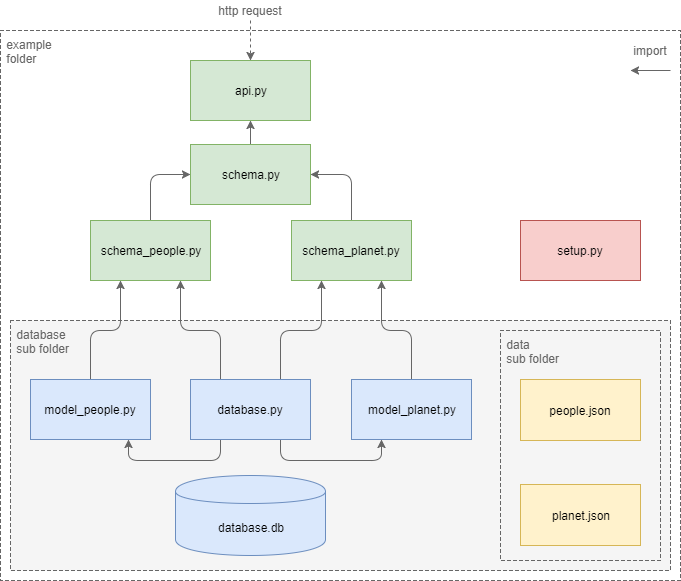 http request
example
folder
import
api.py
schema.py
schema_people.py
schema_planet.py
setup.py
database
sub folder
data
sub folder
model_people.py
database.py
model_planet.py
people.json
database.db
planet.json